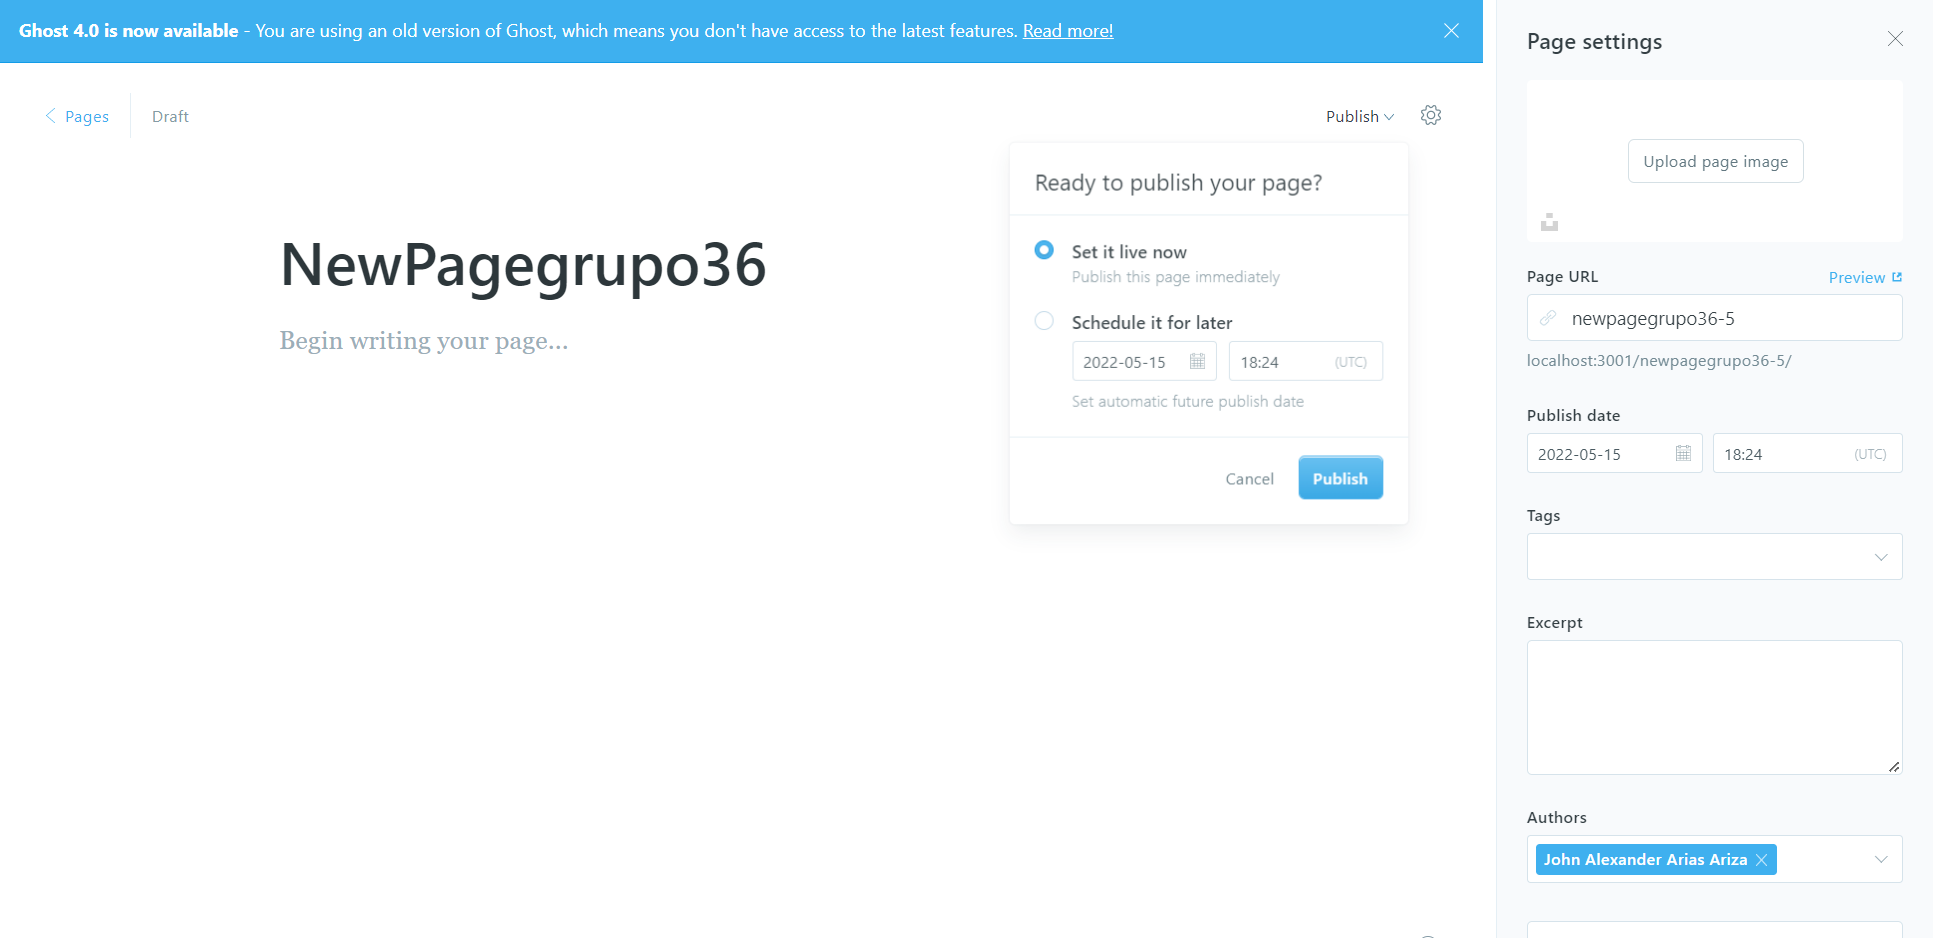 Ghost 4.0 is now available - You are using an old version of Ghost, which means you don't have access to the latest features. Read more!
Pages
Draft
Publish
NewPagegrupo36
Begin writing your page...
Ready to publish your page?
Set it live now
Publish this page immediately
Schedule it for later
2022-05-15
18:24 (UTC)
Set automatic future publish date
Cancel
Publish
Page settings
Upload page image
Page URL
Preview
newpagegrupo36-5
localhost:3001/newpagegrupo36-5/
Publish date
2022-05-15
18:24 (UTC)
Tags
Excerpt
Authors
John Alexander Arias Ariza